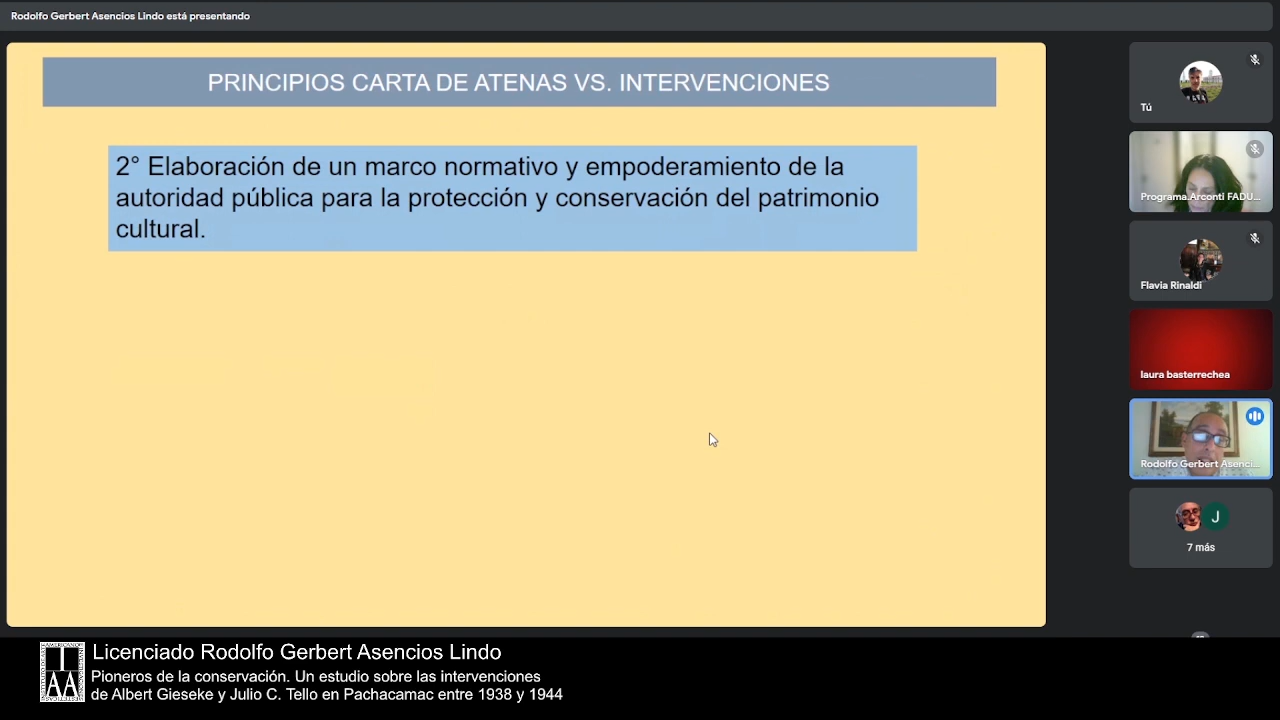 Rodolfo Gerbert Asencios Lindo está presentando
PRINCIPIOS CARTA DE ATENAS VS. INTERVENCIONES
2° Elaboración de un marco normativo y empoderamiento de la
autoridad pública para la protección y conservación del patrimonio
cultural.
Tú
Programa Arconti FADU...
Flavia Rinaldi
laura basterrechea
Rodolfo Gerbert Asenci...
J
7 más
IAA
Licenciado Rodolfo Gerbert Asencios Lindo
Pioneros de la conservación. Un estudio sobre las intervenciones
de Albert Gieseke y Julio C. Tello en Pachacamac entre 1938 y 1944